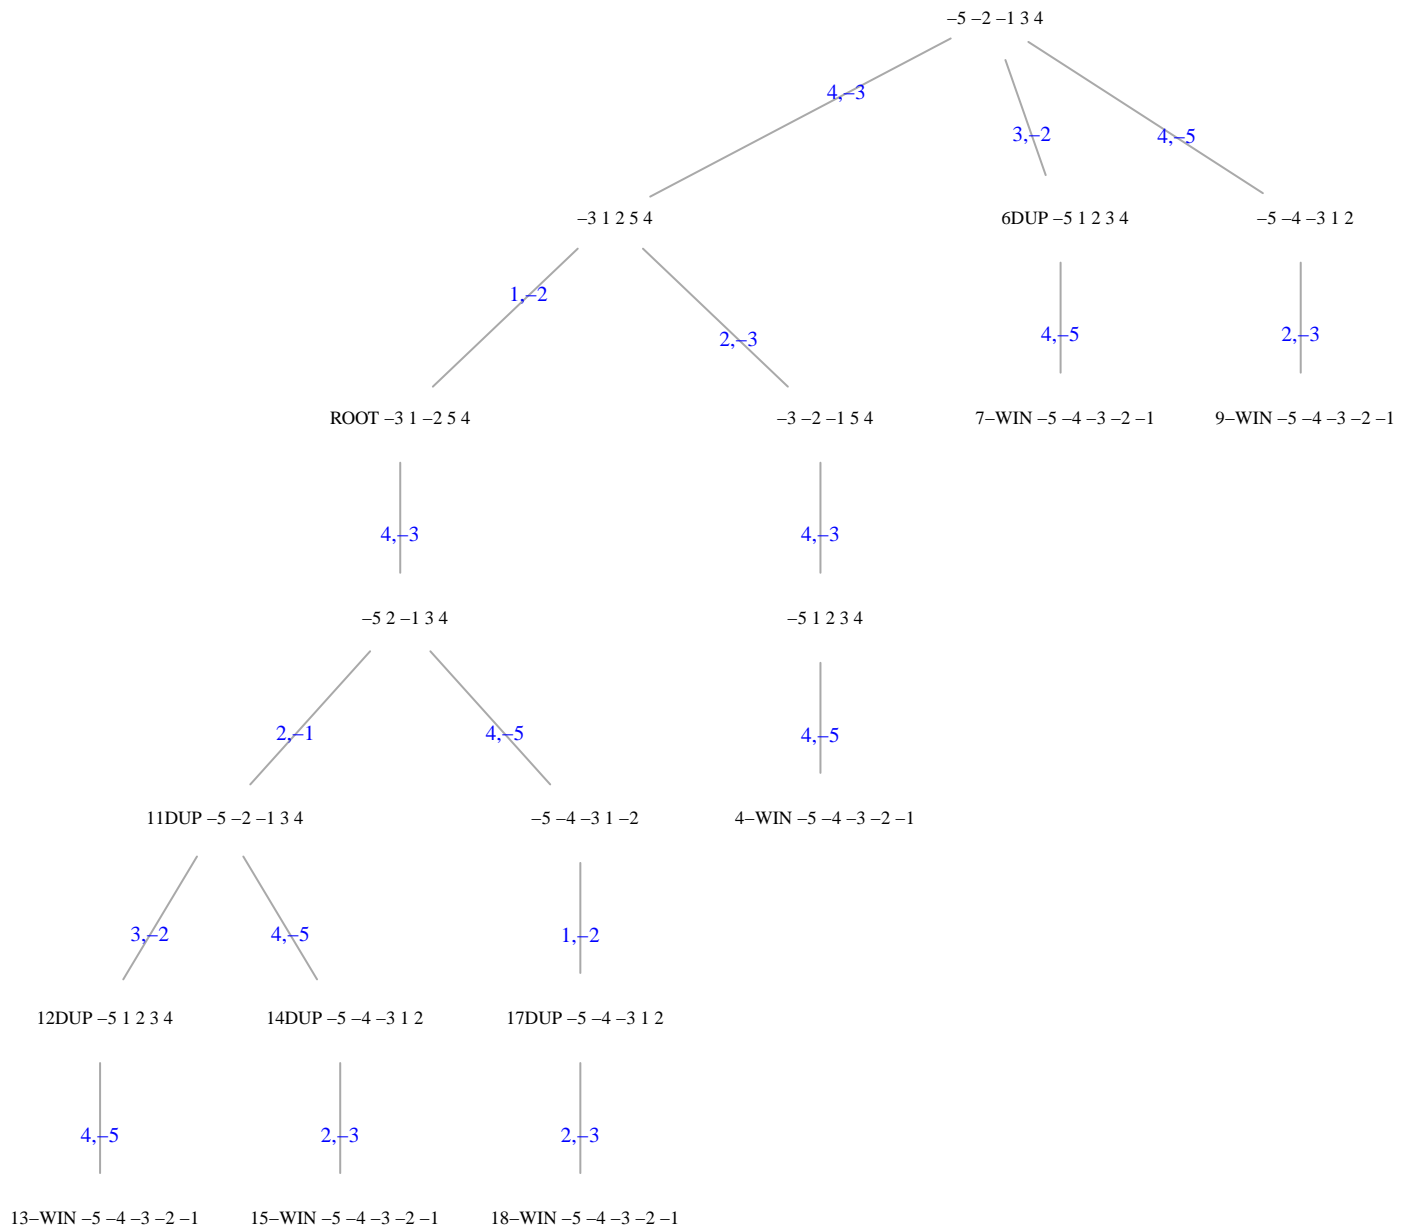 −5 −2 −1 3 4
4,−3
3,−2
4,−5
−3 1 2 5 4
6DUP −5 1 2 3 4
−5 −4 −3 1 2
1,−2
2,−3
4,−5
2,−3
ROOT −3 1 −2 5 4
−3 −2 −1 5 4
7−WIN −5 −4 −3 −2 −1
9−WIN −5 −4 −3 −2 −1
4,−3
4,−3
−5 2 −1 3 4
−5 1 2 3 4
2,−1
4,−5
4,−5
11DUP −5 −2 −1 3 4
−5 −4 −3 1 −2
4−WIN −5 −4 −3 −2 −1
3,−2
4,−5
1,−2
12DUP −5 1 2 3 4
14DUP −5 −4 −3 1 2
17DUP −5 −4 −3 1 2
4,−5
2,−3
2,−3
13−WIN −5 −4 −3 −2 −1
15−WIN −5 −4 −3 −2 −1
18−WIN −5 −4 −3 −2 −1